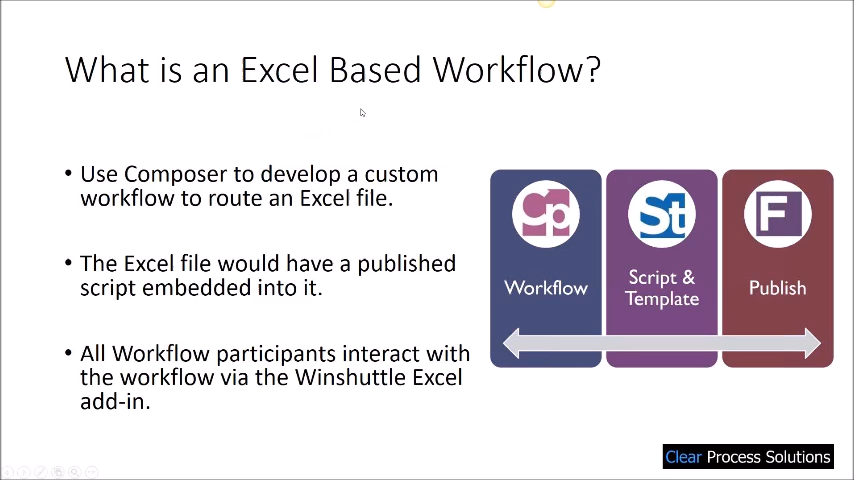 What is an Excel Based Workflow?
• Use Composer to develop a custom
workflow to route an Excel file.
• The Excel file would have a published
script embedded into it.
• All Workflow participants interact with
the workflow via the Winshuttle Excel
add-in.
Cp
Workflow
St
Script &
Template
F
Publish
Clear Process Solutions